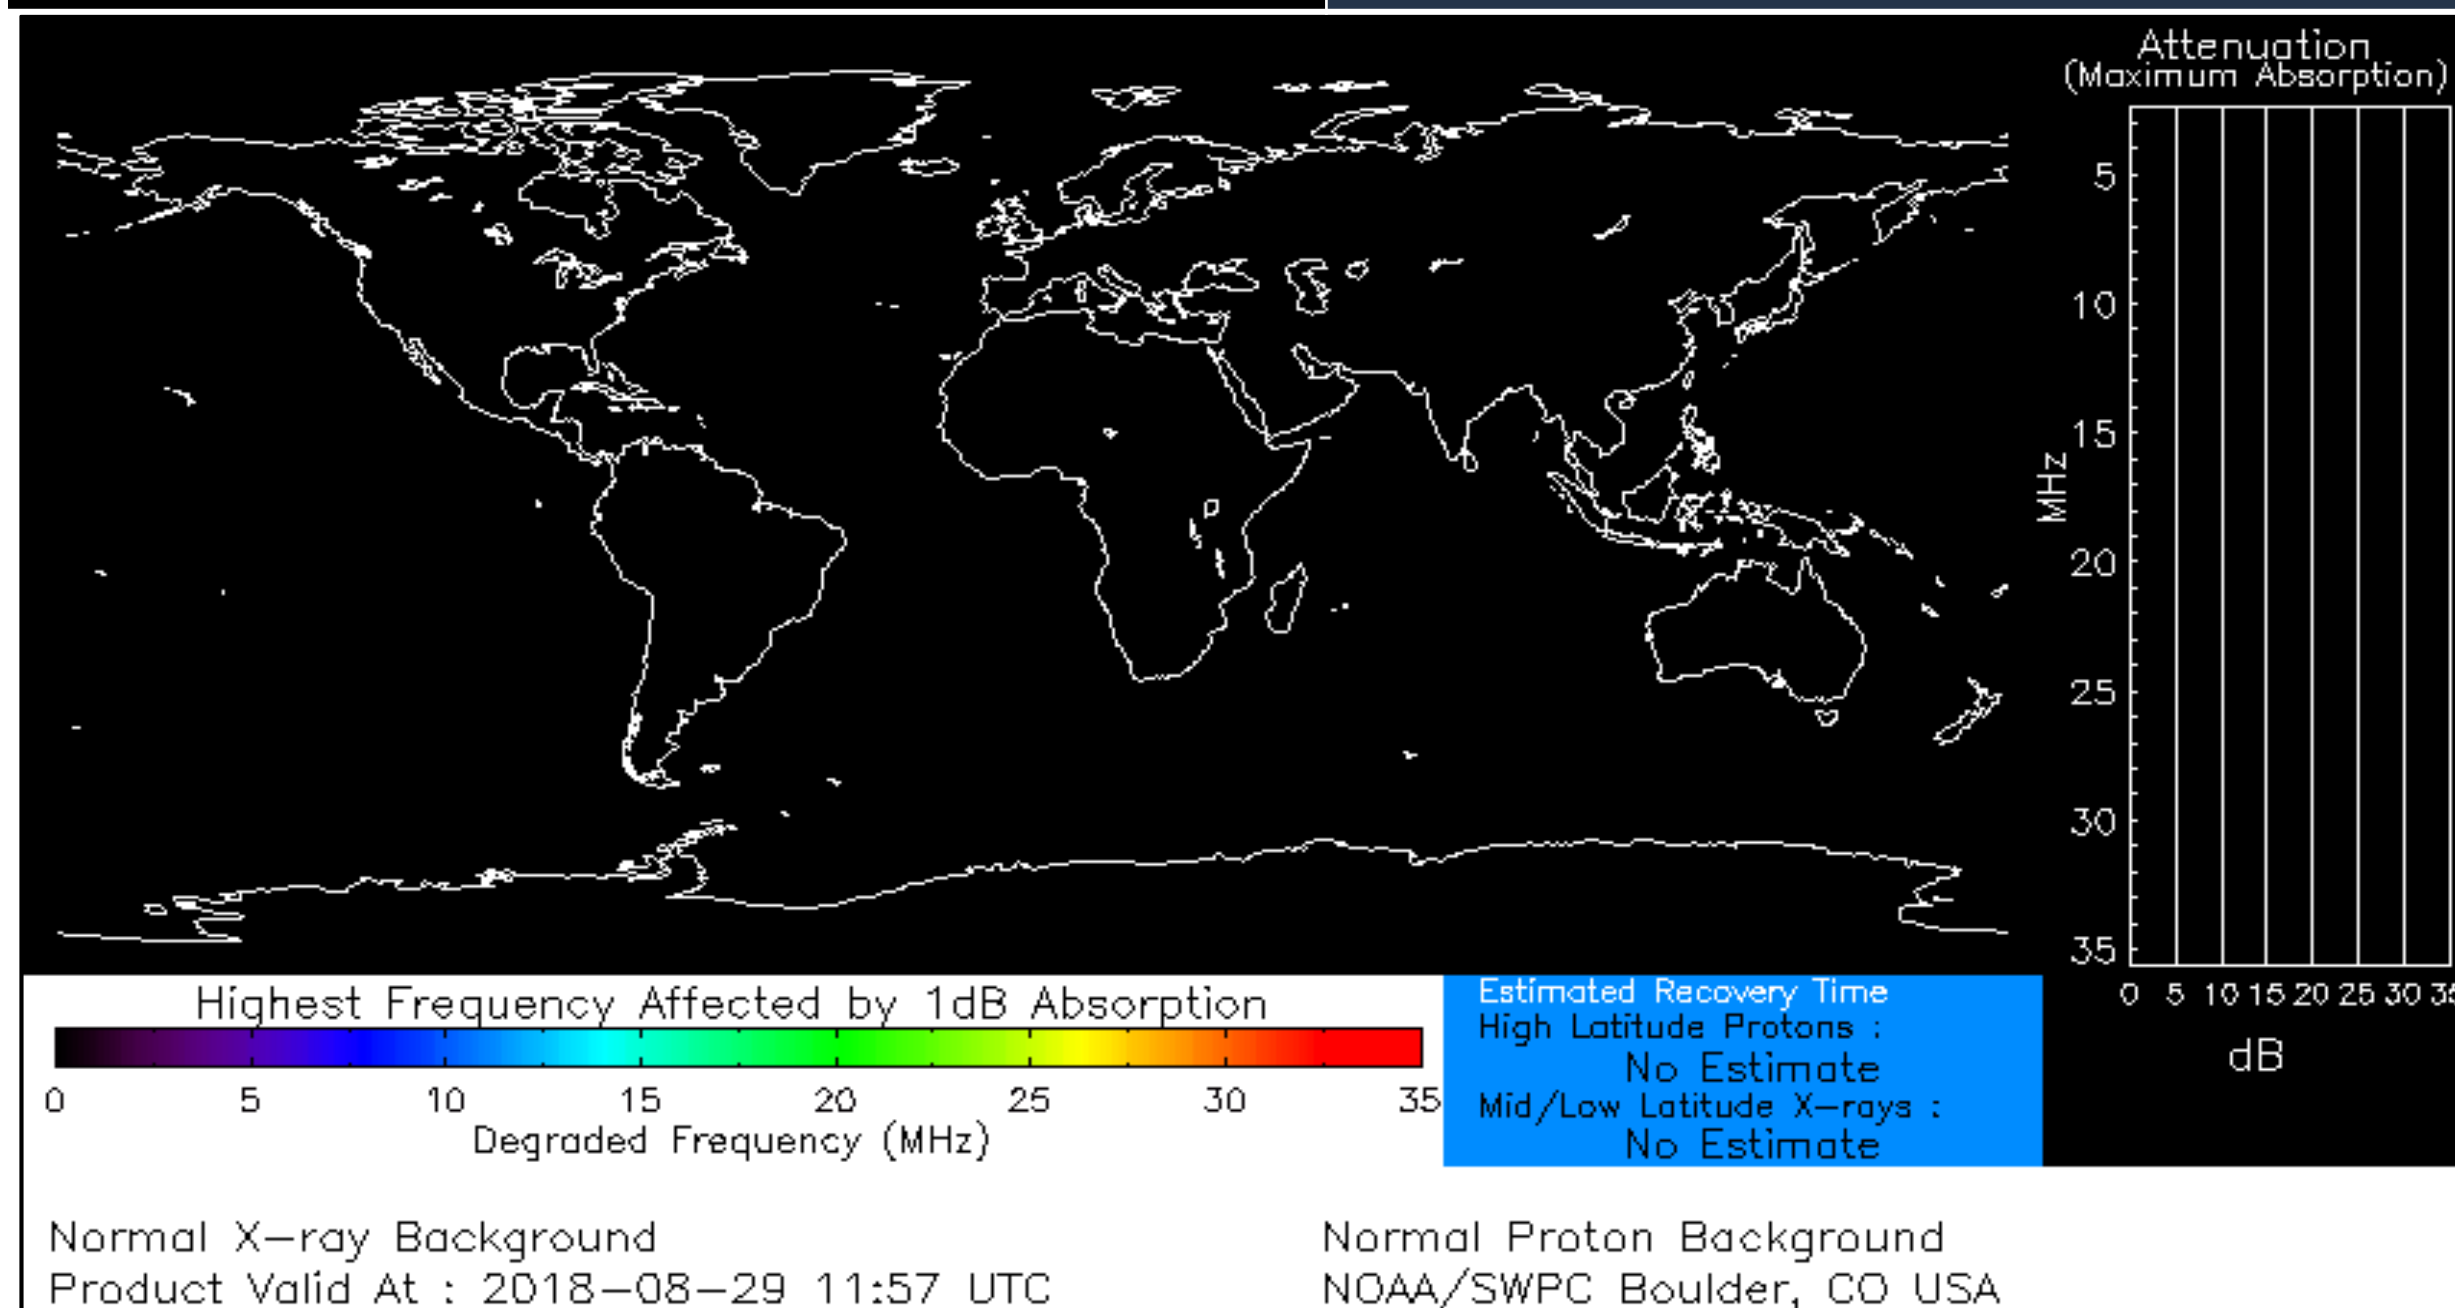 Attenuation
(Maximum Absorption)
5
10
15
20
25
30
35
MHz
0 5 10 15 20 25 30
dB
Highest Frequency Affected by 1dB Absorption
0 5 10 15 20 25 30 35
Degraded Frequency (MHz)
Estimated Recovery Time
High Latitude Protons :
No Estimate
Mid/Low Latitude X-rays :
No Estimate
Normal X-ray Background
Product Valid At : 2018-08-29 11:57 UTC
Normal Proton Background
NOAA/SWPC Boulder, CO USA